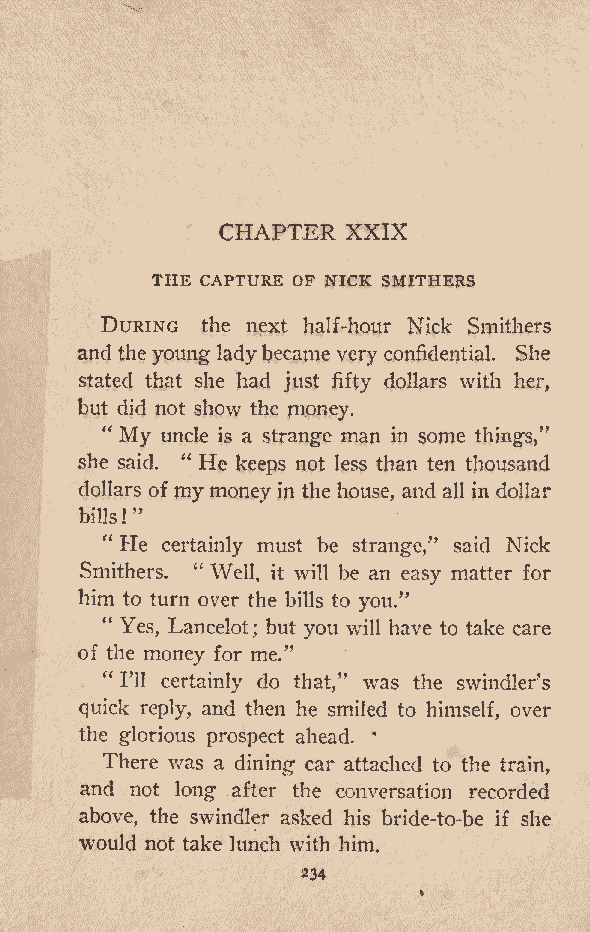 CHAPTER XXIX
THE CAPTURE OF NICK SMITHERS
DURING the next half-hour Nick Smithers
and the young lady became very confidential. She
stated that she had just fifty dollars with her,
but did not show the money.
“ My uncle is a strange man in some things,”
she said. “ He keeps not less than ten thousand
dollars of my money in the house, and all in dollar
bills! ”
“ He certainly must be strange,” said Nick
Smithers. “ Well, it will be an easy matter for
him to turn over the bills to you.”
“ Yes, Lancelot; but you will have to take care
of the money for me.”
“ I’ll certainly do that,” was the swindler’s
quick reply, and then he smiled to himself, over
the glorious prospect ahead.
There was a dining car attached to the train,
and not long after the conversation recorded
above, the swindler asked his bride-to-be if she
would not take lunch with him.
234